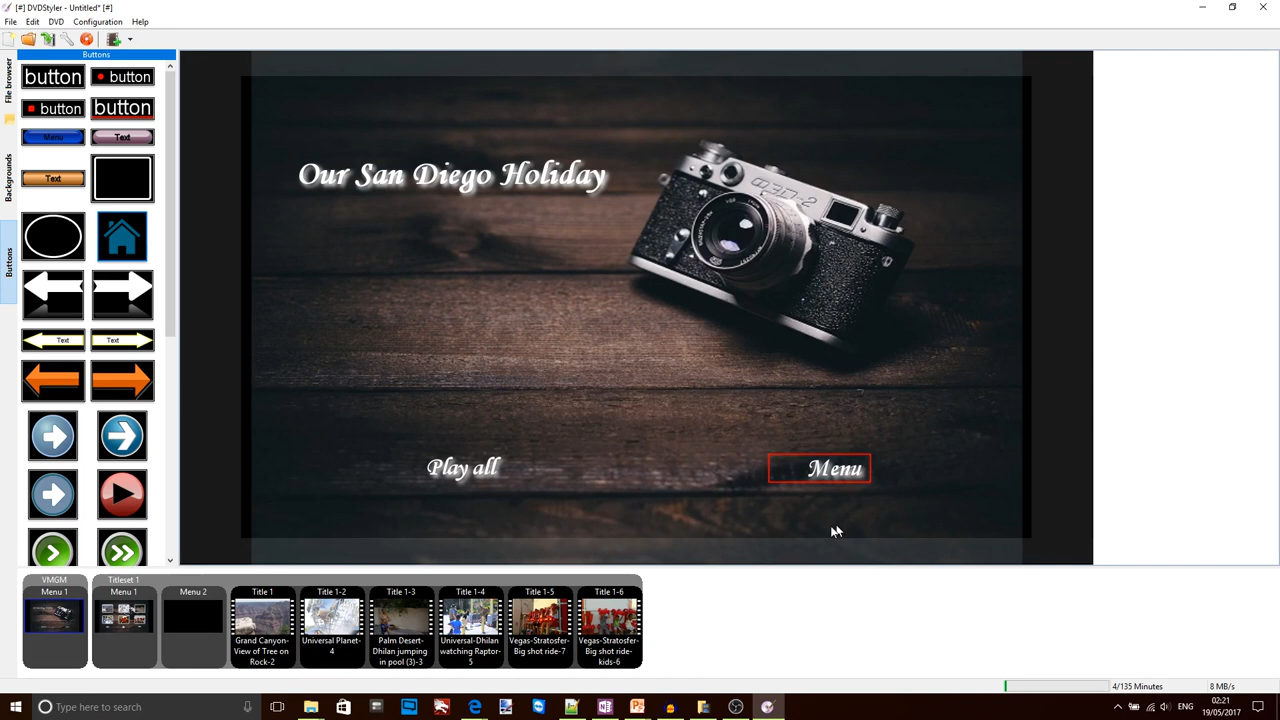 [#] DVDStyler - Untitled* [#]
File Edit DVD Configuration Help
File browser
Backgrounds
Buttons
Buttons
button
button
button
button
Menu
Text
Text
Text
Text
Our San Diego Holiday
ФЭД-2
Play all
Menu
VMGM
Menu 1
Titleset 1
Menu 1
Menu 2
Title 1
Grand Canyon-
View of Tree on
Rock-2
Title 1-2
Universal Planet-
4
Title 1-3
Palm Desert-
Dhilan jumping
in pool (3)-3
Title 1-4
Universal-Dhilan
watching Raptor-
5
Title 1-5
Vegas-Stratosfer-
Big shot ride-7
Title 1-6
Vegas-Stratosfer-
Big shot ride-
kids-6
4/135 Minutes
8 MB/s
Type here to search
ENG
02:21
19/05/2017